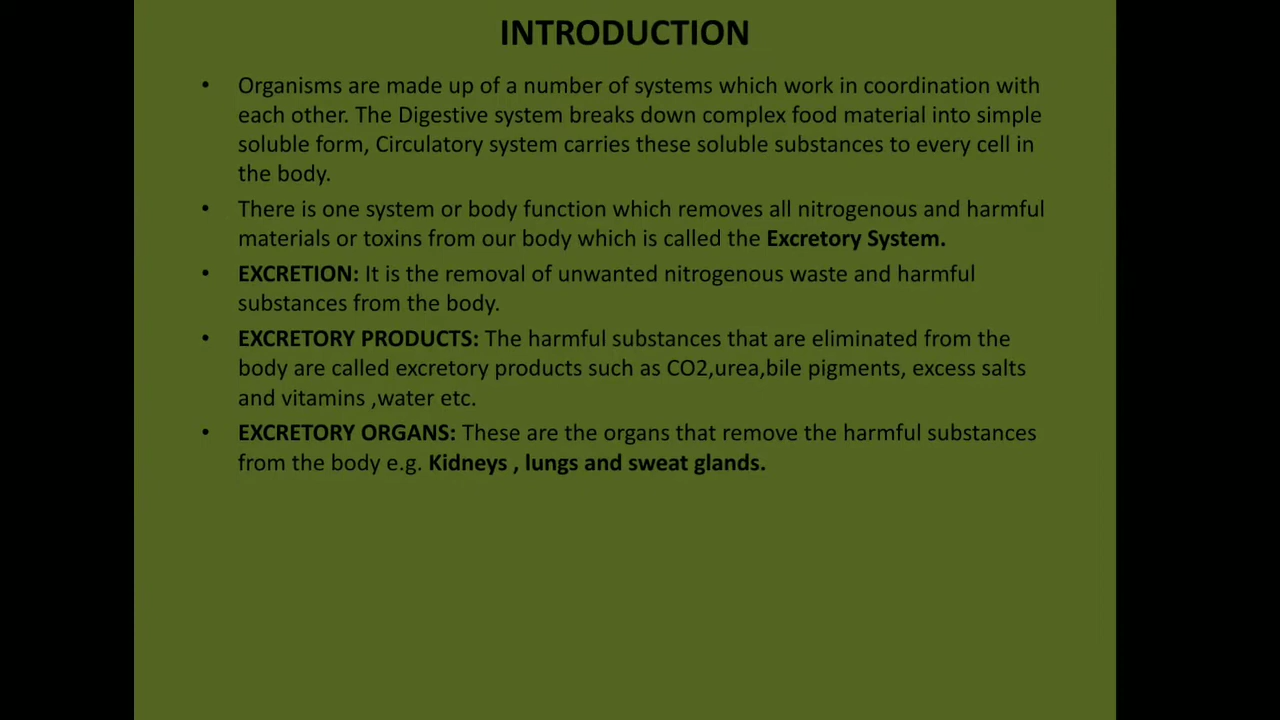 INTRODUCTION
• Organisms are made up of a number of systems which work in coordination with
each other. The Digestive system breaks down complex food material into simple
soluble form, Circulatory system carries these soluble substances to every cell in
the body.
• There is one system or body function which removes all nitrogenous and harmful
materials or toxins from our body which is called the Excretory System.
• EXCRETION: It is the removal of unwanted nitrogenous waste and harmful
substances from the body.
• EXCRETORY PRODUCTS: The harmful substances that are eliminated from the
body are called excretory products such as CO2,urea,bile pigments, excess salts
and vitamins ,water etc.
• EXCRETORY ORGANS: These are the organs that remove the harmful substances
from the body e.g. Kidneys , lungs and sweat glands.